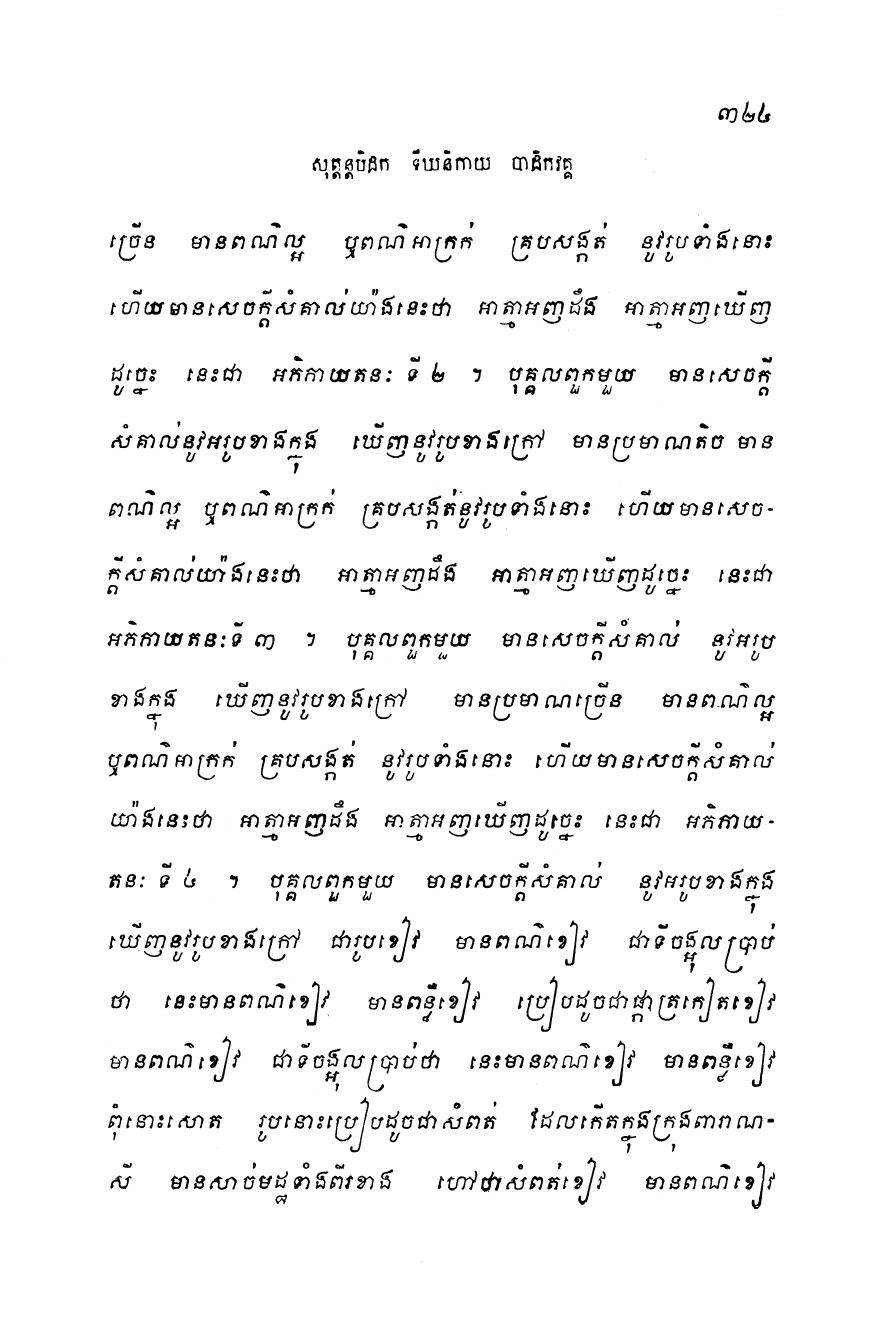 ៣២៤
សុត្តន្តបិដក ទីឃនិកាយ បាដិកវគ្គ
ច្រើន មានពណ៌ល្អ ឬពណ៌អាក្រក់ គ្របសង្កត់ នូវរូបទាំងនោះ
ហើយមានសេចក្តីសំគាល់យ៉ាងនេះថា អាត្មាអញដឹង អាត្មាអញឃើញ
ដូច្នេះ នេះជា អភិភាយតនៈ ទី ២ ។ បុគ្គលពួកមួយ មានសេចក្តី
សំគាល់នូវអរូបខាងក្នុង ឃើញនូវរូបខាងក្រៅ មានប្រមាណតិច មាន
ពណ៌ល្អ ឬពណ៌អាក្រក់ គ្របសង្កត់នូវរូបទាំងនោះ ហើយមានសេច-
ក្តីសំគាល់យ៉ាងនេះថា អាត្មាអញដឹង អាត្មាអញឃើញដូច្នេះ នេះជា
អភិភាយតនៈទី ៣ ។ បុគ្គលពួកមួយ មានសេចក្តីសំគាល់ នូវអរូប
ខាងក្នុង ឃើញនូវរូបខាងក្រៅ មានប្រមាណច្រើន មានពណ៌ល្អ
ឬពណ៌អាក្រក់ គ្របសង្កត់ នូវរូបទាំងនោះ ហើយមានសេចក្តីសំគាល់
យ៉ាងនេះថា អាត្មាអញដឹង អាត្មាអញឃើញដូច្នេះ នេះជា អភិភាយ-
តនៈ ទី ៤ ។ បុគ្គលពួកមួយ មានសេចក្តីសំគាល់ នូវអរូបខាងក្នុង
ឃើញនូវរូបខាងក្រៅ ជារូបខៀវ មានពណ៌ខៀវ ជាទីចង្អុលប្រាប់
ថា នេះមានពណ៌ខៀវ មានពន្លឺខៀវ ប្រៀបដូចជាផ្កាត្រកៀតខៀវ
មានពណ៌ខៀវ ជាទីចង្អុលប្រាប់ថា នេះមានពណ៌ខៀវ មានពន្លឺខៀវ
ពុំនោះសោត រូបនោះប្រៀបដូចជាសំពត់ ដែលកើតក្នុងក្រុងពារាណ-
សី មានសាច់មដ្ឋទាំងពីរខាង ហៅថាសំពត់ខៀវ មានពណ៌ខៀវ